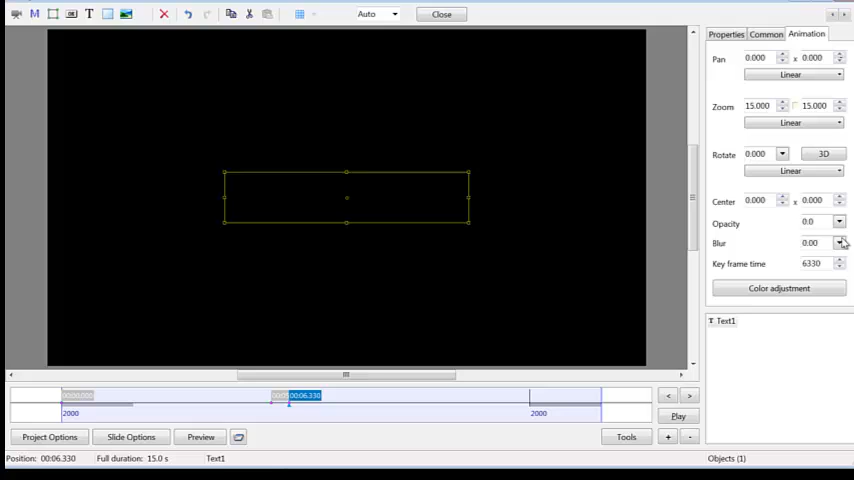 M OK T Auto Close
Properties Common Animation
Pan 0.000 x 0.000
Linear
Zoom 15.000 15.000
Linear
Rotate 0.000 3D
Linear
Center 0.000 x 0.000
Opacity 0.0
Blur 0.00
Key frame time 6330
Color adjustment
T Text1
00:06.330
2000 2000
< >
Play
Project Options Slide Options Preview Tools + -
Position: 00:06.330 Full duration: 15.0 s Text1 Objects (1)